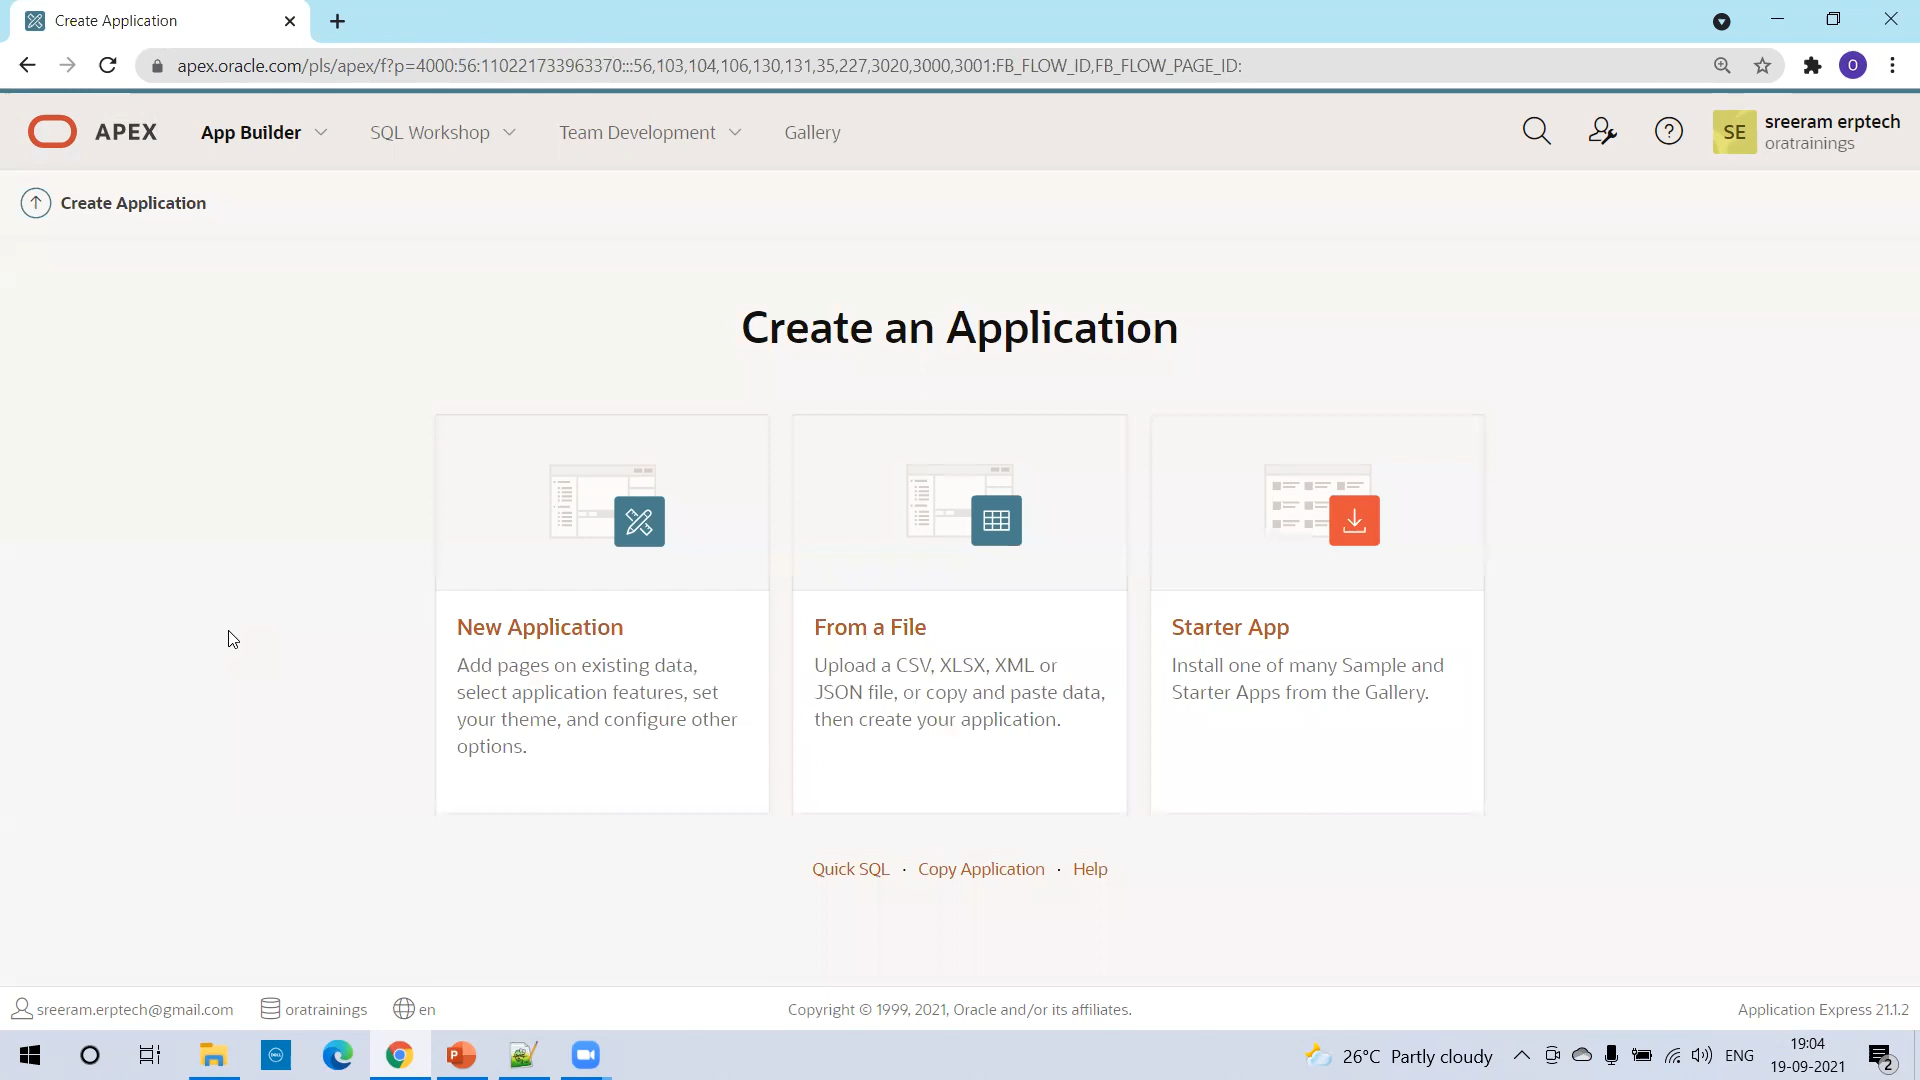 Create Application
apex.oracle.com/pls/apex/f?p=4000:56:110221733963370:::56,103,104,106,130,131,35,227,3020,3000,3001:FB_FLOW_ID,FB_FLOW_PAGE_ID:
O
APEX
App Builder
SQL Workshop
Team Development
Gallery
?
SE
sreeram erptech
oratrainings
Create Application
Create an Application
New Application
Add pages on existing data,
select application features, set
your theme, and configure other
options.
From a File
Upload a CSV, XLSX, XML or
JSON file, or copy and paste data,
then create your application.
Starter App
Install one of many Sample and
Starter Apps from the Gallery.
Quick SQL · Copy Application · Help
sreeram.erptech@gmail.com
oratrainings
en
Copyright © 1999, 2021, Oracle and/or its affiliates.
Application Express 21.1.2
DELL
P
26°C Partly cloudy
ENG
19:04
19-09-2021
2